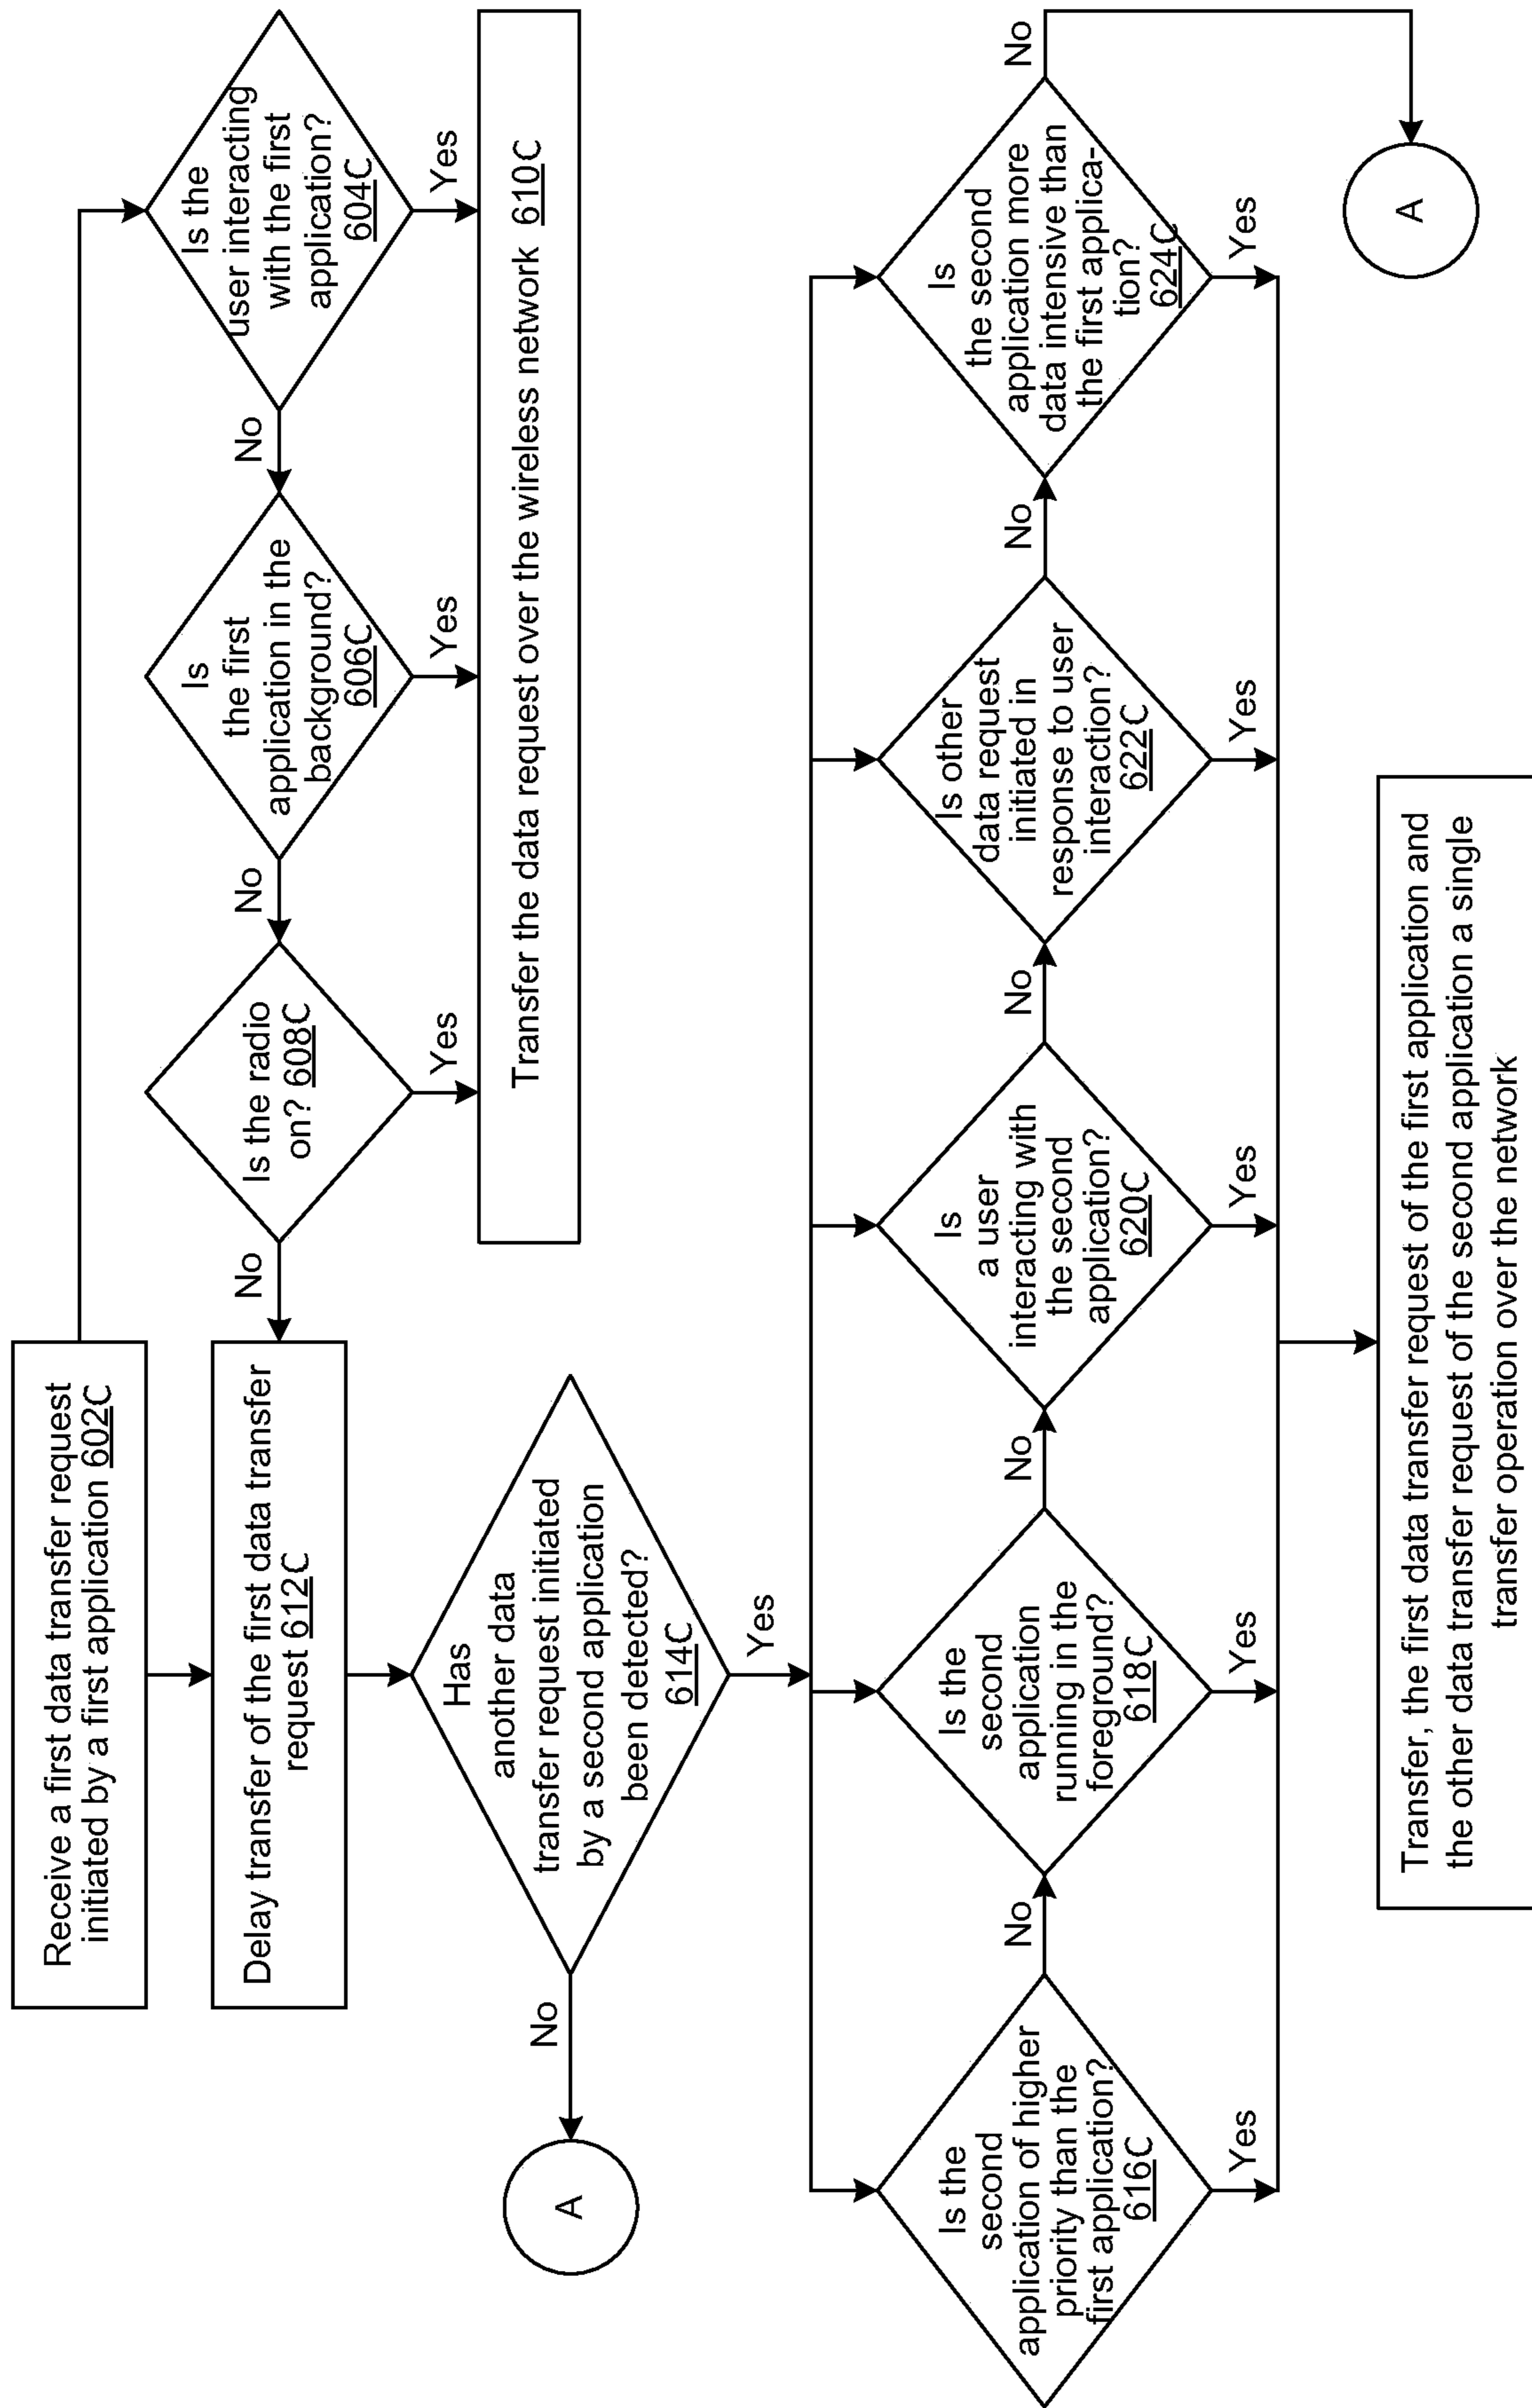 Receive a first data transfer request
initiated by a first application 602C
Is the
user interacting
with the first
application?
604C
No
Yes
Is
the first
application in the
background?
606C
No
Yes
Is the radio
on? 608C
No
Yes
Transfer the data request over the wireless network 610C
Delay transfer of the first data transfer
request 612C
Has
another data
transfer request initiated
by a second application
been detected?
614C
No
A
Yes
Is the
second
application of higher
priority than the
first application?
616C
No
Yes
Is the
second
application
running in the
foreground?
618C
No
Yes
Is
a user
interacting with
the second
application?
620C
No
Yes
Is other
data request
initiated in
response to user
interaction?
622C
No
Yes
Is
the second
application more
data intensive than
the first applica-
tion?
624C
No
Yes
A
Transfer, the first data transfer request of the first application and
the other data transfer request of the second application a single
transfer operation over the network